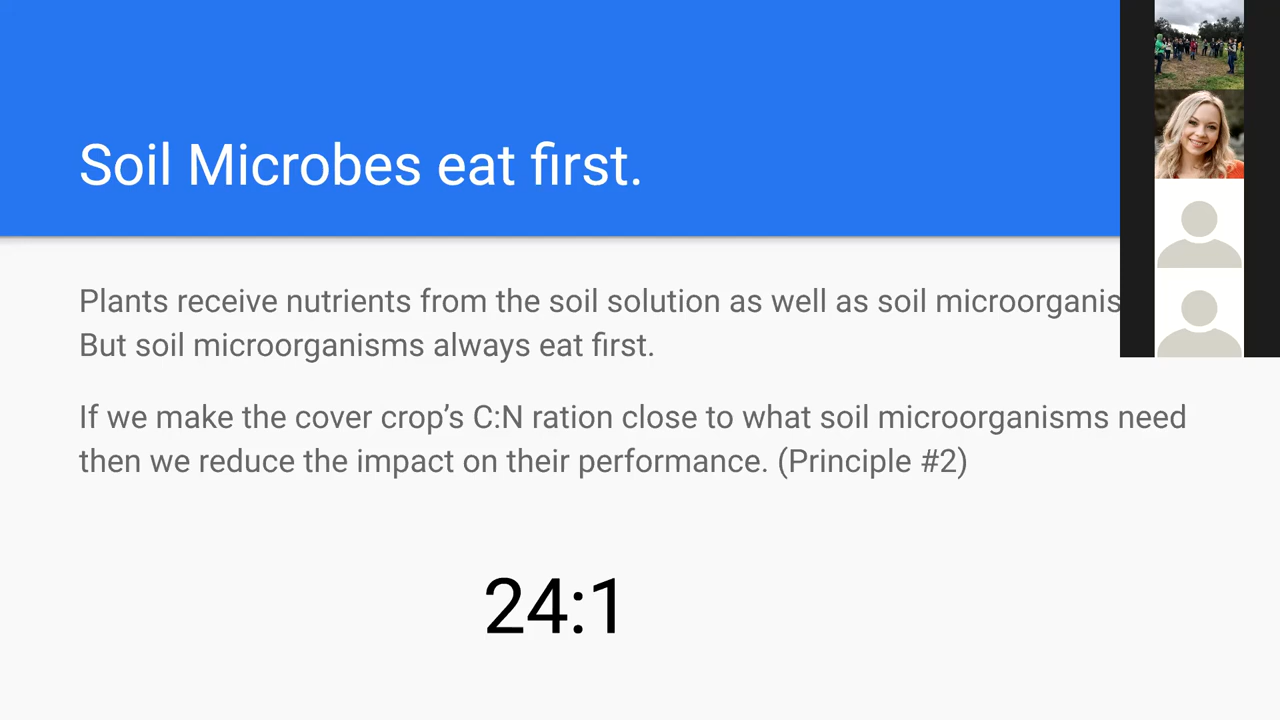 Soil Microbes eat first.
Plants receive nutrients from the soil solution as well as soil
But soil microorganisms always eat first.
If we make the cover crop's C:N ration close to what soil microorganisms need
then we reduce the impact on their performance. (Principle #2)
24:1